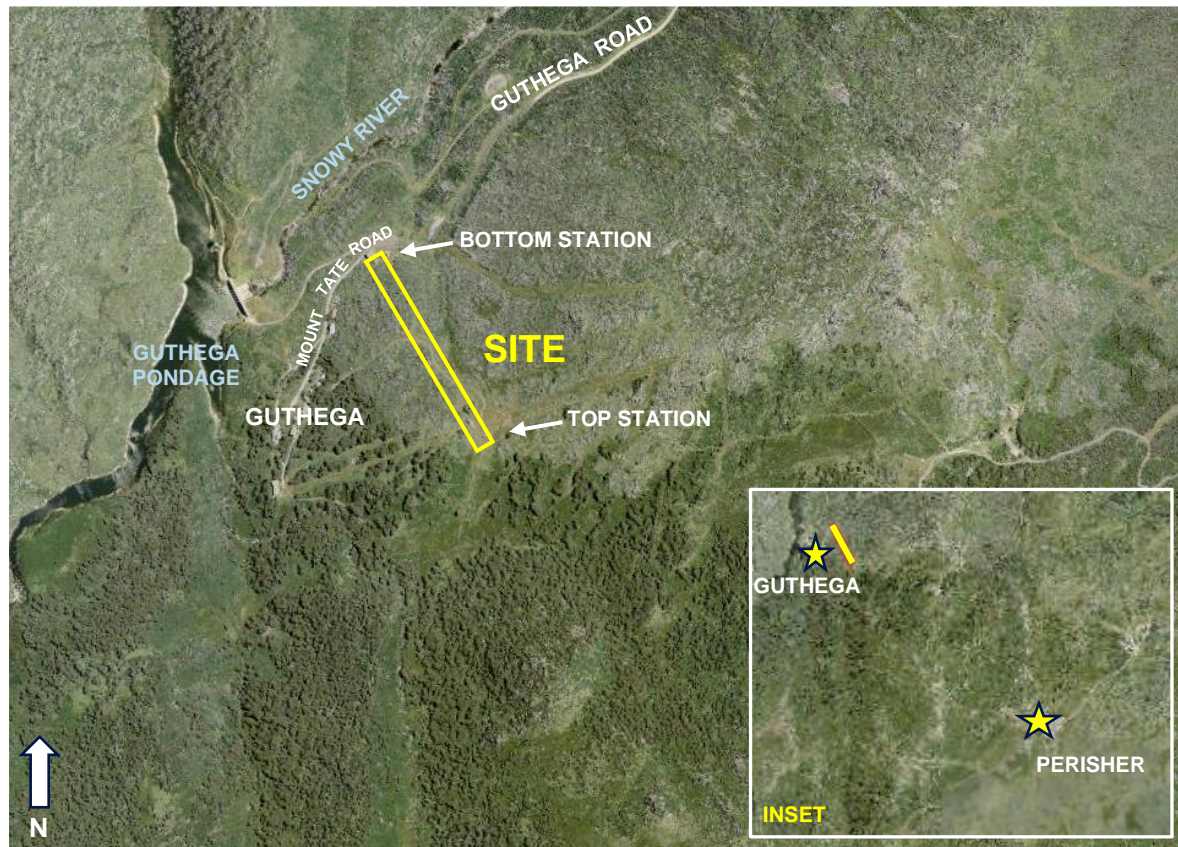 GUTHEGA ROAD
SNOWY RIVER
MOUNT TATE ROAD
BOTTOM STATION
SITE
GUTHEGA
PONDAGE
GUTHEGA
TOP STATION
GUTHEGA
PERISHER
INSET
N